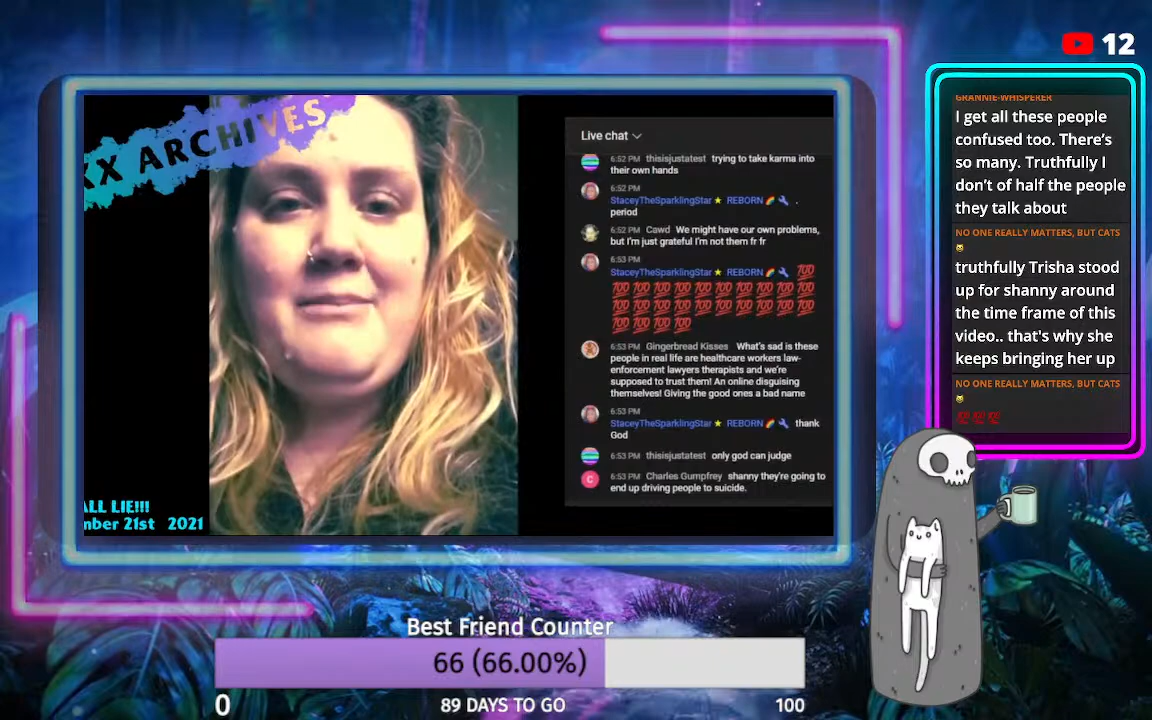 12
XX ARCHIVES
ALL LIE!!!
mber 21st 2021
Live chat
6:52 PM thisisjustatest trying to take karma into
their own hands
6:52 PM
StaceyTheSparklingStar ★ REBORN🌈 🔧 .
period
6:52 PM Cawd We might have our own problems,
but I'm just grateful I'm not them fr fr
6:53 PM
StaceyTheSparklingStar ★ REBORN🌈 🔧 💯
💯💯💯💯💯💯💯💯💯💯
💯💯💯💯💯💯💯💯💯💯
💯💯💯💯
6:53 PM Gingerbread Kisses What's sad is these
people in real life are healthcare workers law-
enforcement lawyers therapists and we're
supposed to trust them! An online disguising
themselves! Giving the good ones a bad name
6:53 PM
StaceyTheSparklingStar ★ REBORN🌈 🔧 thank
God
6:53 PM thisisjustatest only god can judge
C
6:53 PM Charles Gumpfrey shanny they're going to
end up driving people to suicide.
GRANNIE-WHISPERER
I get all these people
confused too. There's
so many. Truthfully I
don't of half the people
they talk about
NO ONE REALLY MATTERS, BUT CATS
🐱
truthfully Trisha stood
up for shanny around
the time frame of this
video.. that's why she
keeps bringing her up
NO ONE REALLY MATTERS, BUT CATS
🐱
💯💯💯
Best Friend Counter
66 (66.00%)
0 89 DAYS TO GO 100